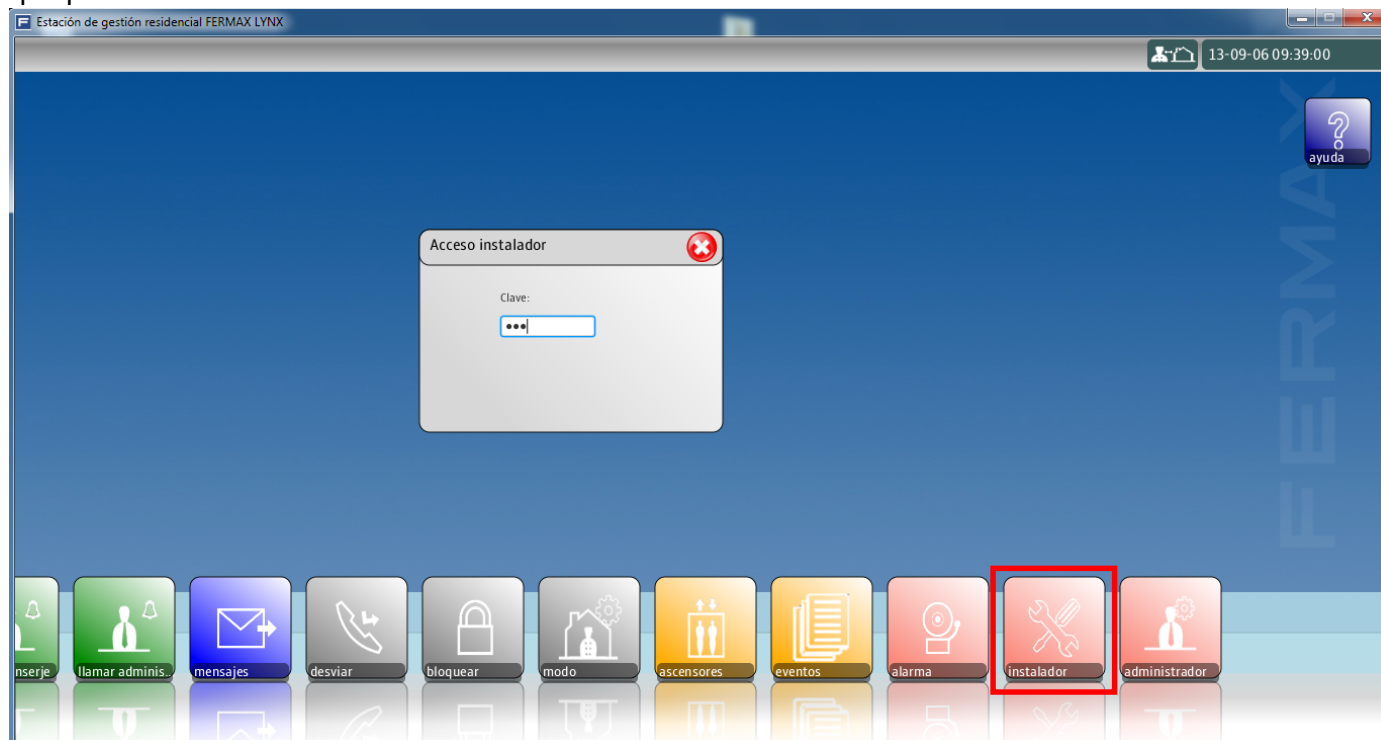 Estación de gestión residencial FERMAX LYNX
13-09-06 09:39:00
ayuda
FERMAX
Acceso instalador
Clave:
nserje
llamar adminis..
mensajes
desviar
bloquear
modo
ascensores
eventos
alarma
instalador
administrador